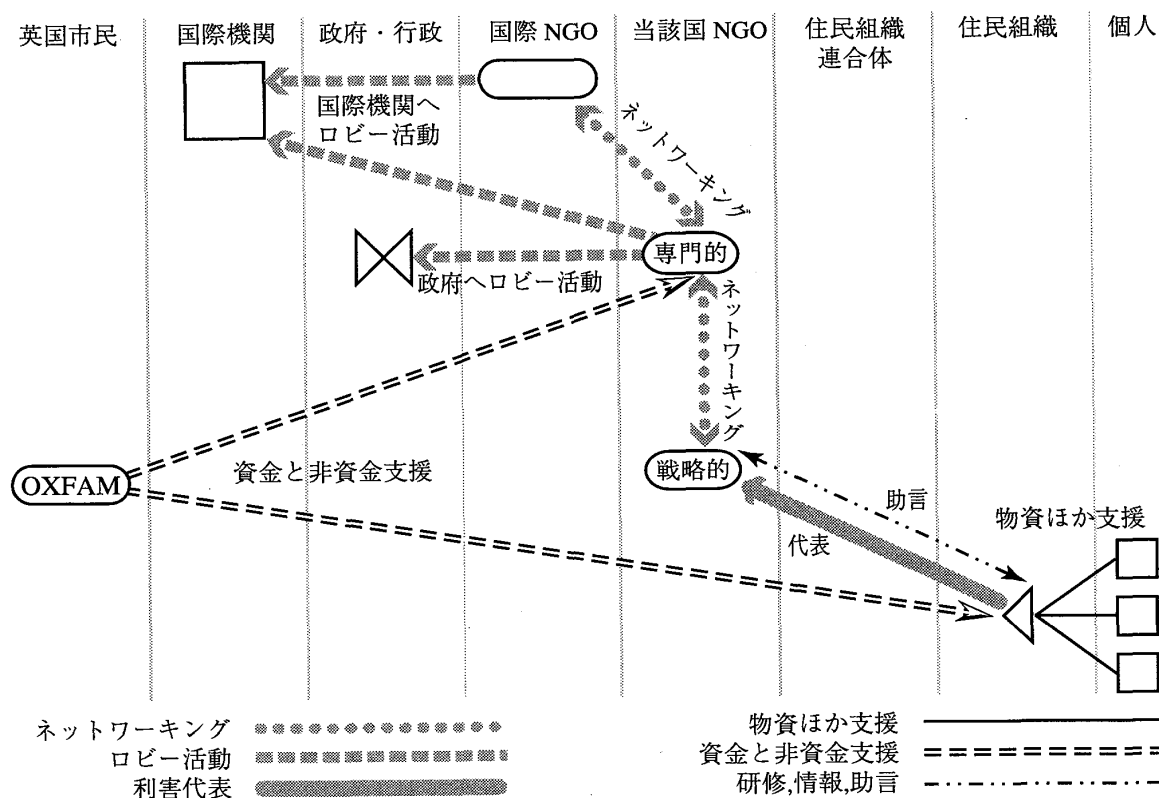 英国市民
国際機関
政府・行政
国際 NGO
当該国 NGO
住民組織
連合体
住民組織
個人
国際機関へ
ロビー活動
ネットワーキング
専門的
政府へロビー活動
ネットワーキング
OXFAM
資金と非資金支援
戦略的
助言
代表
物資ほか支援
ネットワーキング
ロビー活動
利害代表
物資ほか支援
資金と非資金支援
研修,情報,助言